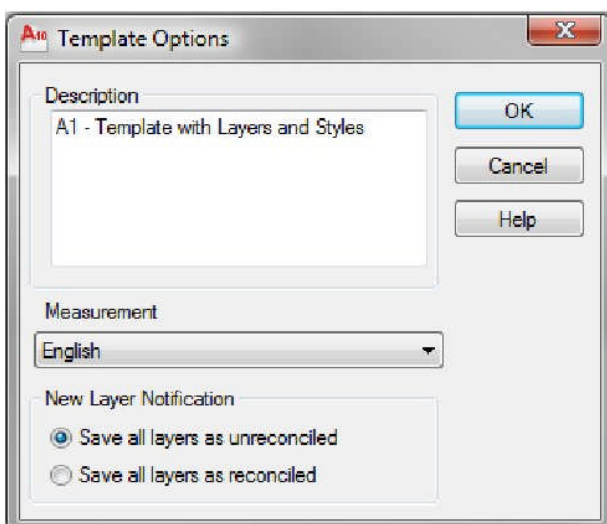 Template Options
Description
A1 - Template with Layers and Styles
OK
Cancel
Help
Measurement
English
New Layer Notification
Save all layers as unreconciled
Save all layers as reconciled